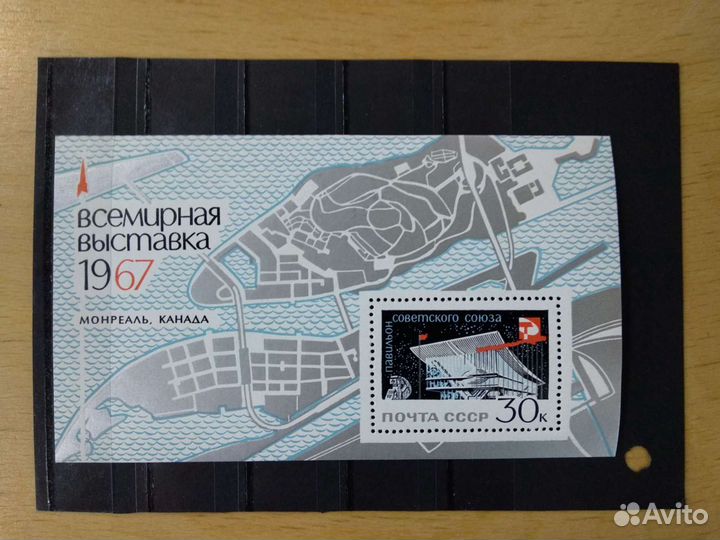 Всемирная
выставка
1967
МОНРЕАЛЬ, КАНАДА
павильон советского союза
ПОЧТА СССР 30к
Avito